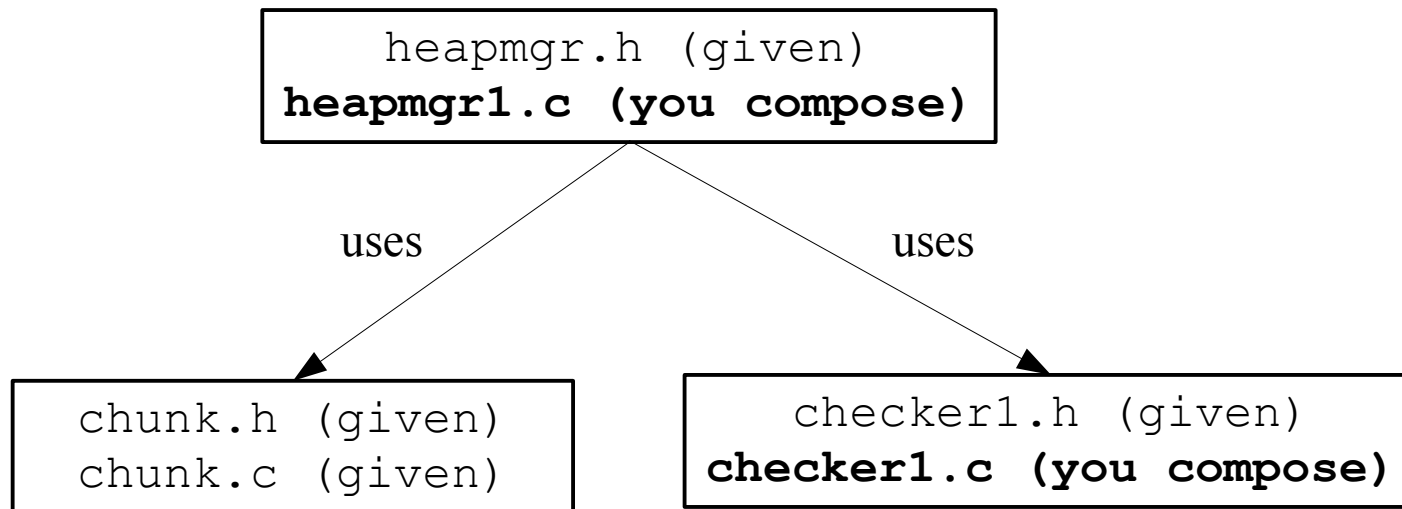 heapmgr.h (given)
heapmgr1.c (you compose)
uses
uses
chunk.h (given)
chunk.c (given)
checker1.h (given)
checker1.c (you compose)